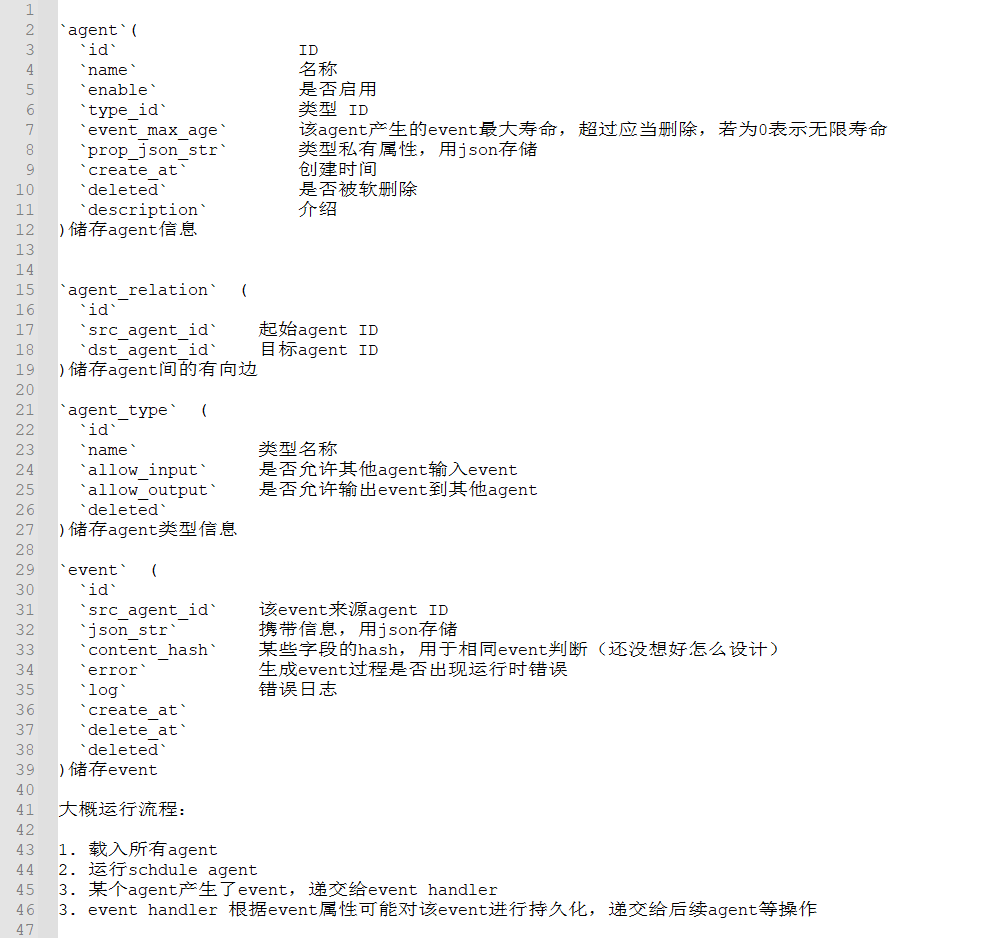 1
2 `agent`(
3 `id` ID
4 `name` 名称
5 `enable` 是否启用
6 `type_id` 类型 ID
7 `event_max_age` 该agent产生的event最大寿命，超过应当删除，若为0表示无限寿命
8 `prop_json_str` 类型私有属性，用json存储
9 `create_at` 创建时间
10 `deleted` 是否被软删除
11 `description` 介绍
12 )储存agent信息
13
14
15 `agent_relation` (
16 `id`
17 `src_agent_id` 起始agent ID
18 `dst_agent_id` 目标agent ID
19 )储存agent间的有向边
20
21 `agent_type` (
22 `id`
23 `name` 类型名称
24 `allow_input` 是否允许其他agent输入event
25 `allow_output` 是否允许输出event到其他agent
26 `deleted`
27 )储存agent类型信息
28
29 `event` (
30 `id`
31 `src_agent_id` 该event来源agent ID
32 `json_str` 携带信息，用json存储
33 `content_hash` 某些字段的hash，用于相同event判断（还没想好怎么设计）
34 `error` 生成event过程是否出现运行时错误
35 `log` 错误日志
36 `create_at`
37 `delete_at`
38 `deleted`
39 )储存event
40
41 大概运行流程：
42
43 1. 载入所有agent
44 2. 运行schdule agent
45 3. 某个agent产生了event，递交给event handler
46 3. event handler 根据event属性可能对该event进行持久化，递交给后续agent等操作
47